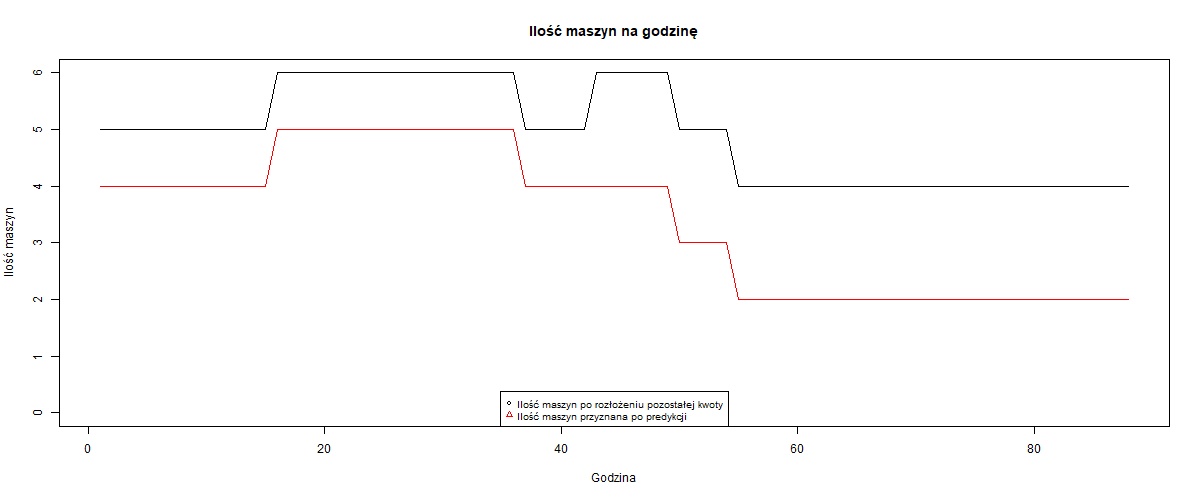 Ilość maszyn na godzinę
Ilość maszyn
6
5
4
3
2
1
0
Ilość maszyn po rozłożeniu pozostałej kwoty
Ilość maszyn przyznana po predykcji
0 20 40 60 80
Godzina